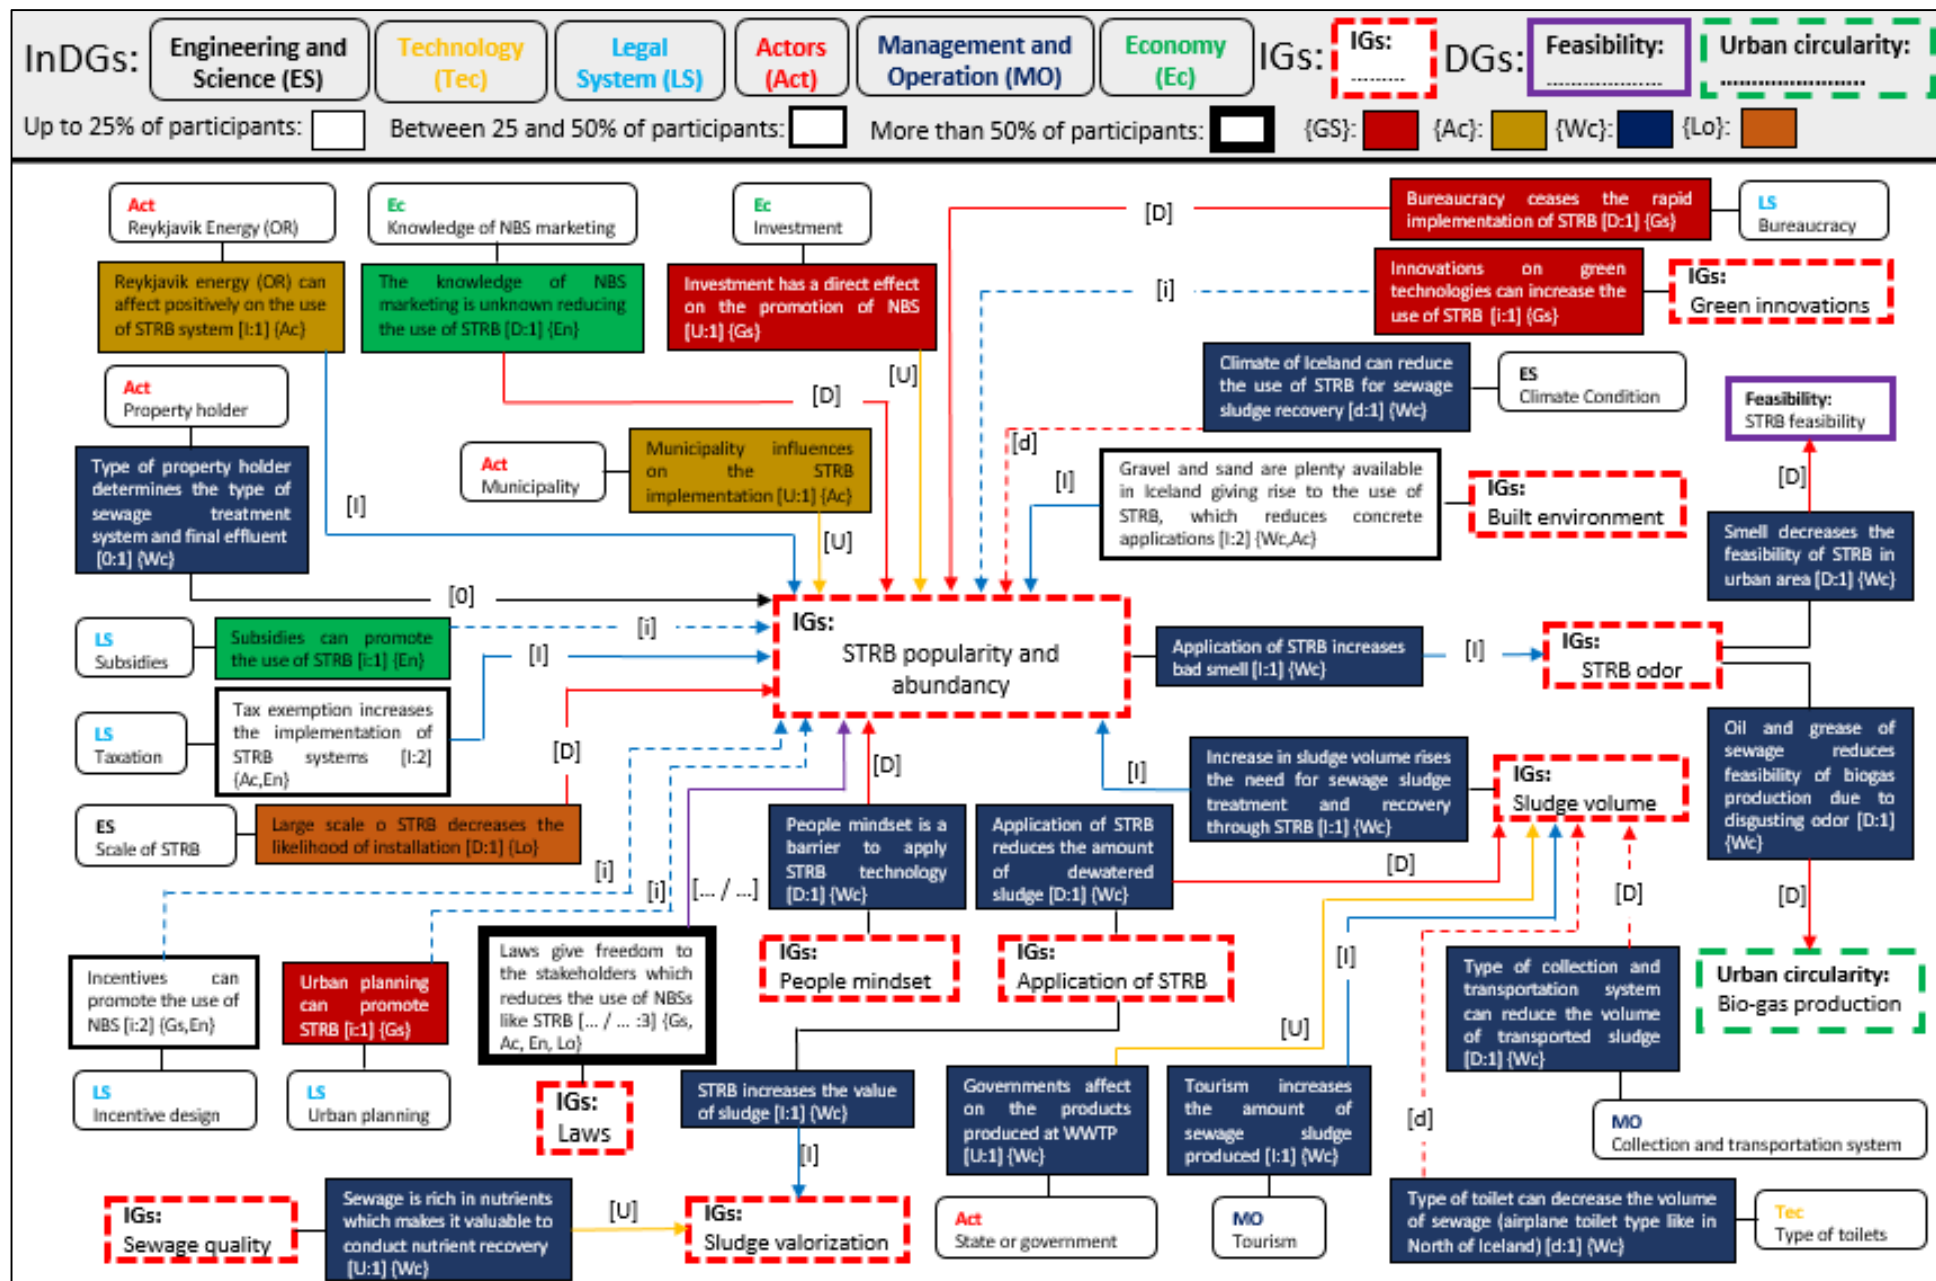 InDGs:
Engineering and
Science (ES)
Technology
(Tec)
Legal
System (LS)
Actors
(Act)
Management and
Operation (MO)
Economy
(Ec)
IGs:
IGs:
.........
DGs:
Feasibility:
...................
Urban circularity:
........................
Up to 25% of participants:
Between 25 and 50% of participants:
More than 50% of participants:
{GS}:
{Ac}:
{Wc}:
{Lo}:
Act
Reykjavik Energy (OR)
Reykjavik energy (OR) can
affect positively on the use
of STRB system [I:1] {Ac}
Ec
Knowledge of NBS marketing
The knowledge of NBS
marketing is unknown reducing
the use of STRB [D:1] {En}
Ec
Investment
Investment has a direct effect
on the promotion of NBS
[U:1] {Gs}
[D]
Bureaucracy ceases the rapid
implementation of STRB [D:1] {Gs}
LS
Bureaucracy
[i]
Innovations on green
technologies can increase the
use of STRB [i:1] {Gs}
IGs:
Green innovations
Act
Property holder
[D]
[U]
Climate of Iceland can reduce
the use of STRB for sewage
sludge recovery [d:1] {Wc}
ES
Climate Condition
Feasibility:
STRB feasibility
Type of property holder
determines the type of
sewage treatment
system and final effluent
[0:1] {Wc}
[I]
Act
Municipality
Municipality influences
on the STRB
implementation [U:1] {Ac}
[U]
[d]
[I]
Gravel and sand are plenty available
in Iceland giving rise to the use of
STRB, which reduces concrete
applications [I:2] {Wc,Ac}
IGs:
Built environment
[D]
Smell decreases the
feasibility of STRB in
urban area [D:1] {Wc}
[0]
LS
Subsidies
Subsidies can promote
the use of STRB [i:1] {En}
[i]
IGs:
STRB popularity and
abundancy
Application of STRB increases
bad smell [I:1] {Wc}
[I]
IGs:
STRB odor
LS
Taxation
Tax exemption increases
the implementation of
STRB systems [I:2]
{Ac,En}
[I]
Oil and grease of
sewage reduces
feasibility of biogas
production due to
disgusting odor [D:1]
{Wc}
[D]
ES
Scale of STRB
Large scale o STRB decreases the
likelihood of installation [D:1] {Lo}
[D]
[D]
[I]
Increase in sludge volume rises
the need for sewage sludge
treatment and recovery
through STRB [I:1] {Wc}
IGs:
Sludge volume
[i]
[i]
[... / ...]
People mindset is a
barrier to apply
STRB technology
[D:1] {Wc}
Application of STRB
reduces the amount
of dewatered
sludge [D:1] {Wc}
[D]
[D]
Incentives can
promote the use of
NBS [i:2] {Gs,En}
Urban planning
can promote
STRB [i:1] {Gs}
Laws give freedom to
the stakeholders which
reduces the use of NBSs
like STRB [... / ... :3] {Gs,
Ac, En, Lo}
IGs:
People mindset
IGs:
Application of STRB
[I]
Type of collection and
transportation system
can reduce the volume
of transported sludge
[D:1] {Wc}
Urban circularity:
Bio-gas production
[U]
LS
Incentive design
LS
Urban planning
IGs:
Laws
STRB increases the value
of sludge [I:1] {Wc}
[I]
Governments affect
on the products
produced at WWTP
[U:1] {Wc}
Tourism increases
the amount of
sewage sludge
produced [I:1] {Wc}
[d]
MO
Collection and transportation system
IGs:
Sewage quality
Sewage is rich in nutrients
which makes it valuable to
conduct nutrient recovery
[U:1] {Wc}
[U]
IGs:
Sludge valorization
Act
State or government
MO
Tourism
Type of toilet can decrease the volume
of sewage (airplane toilet type like in
North of Iceland) [d:1] {Wc}
Tec
Type of toilets